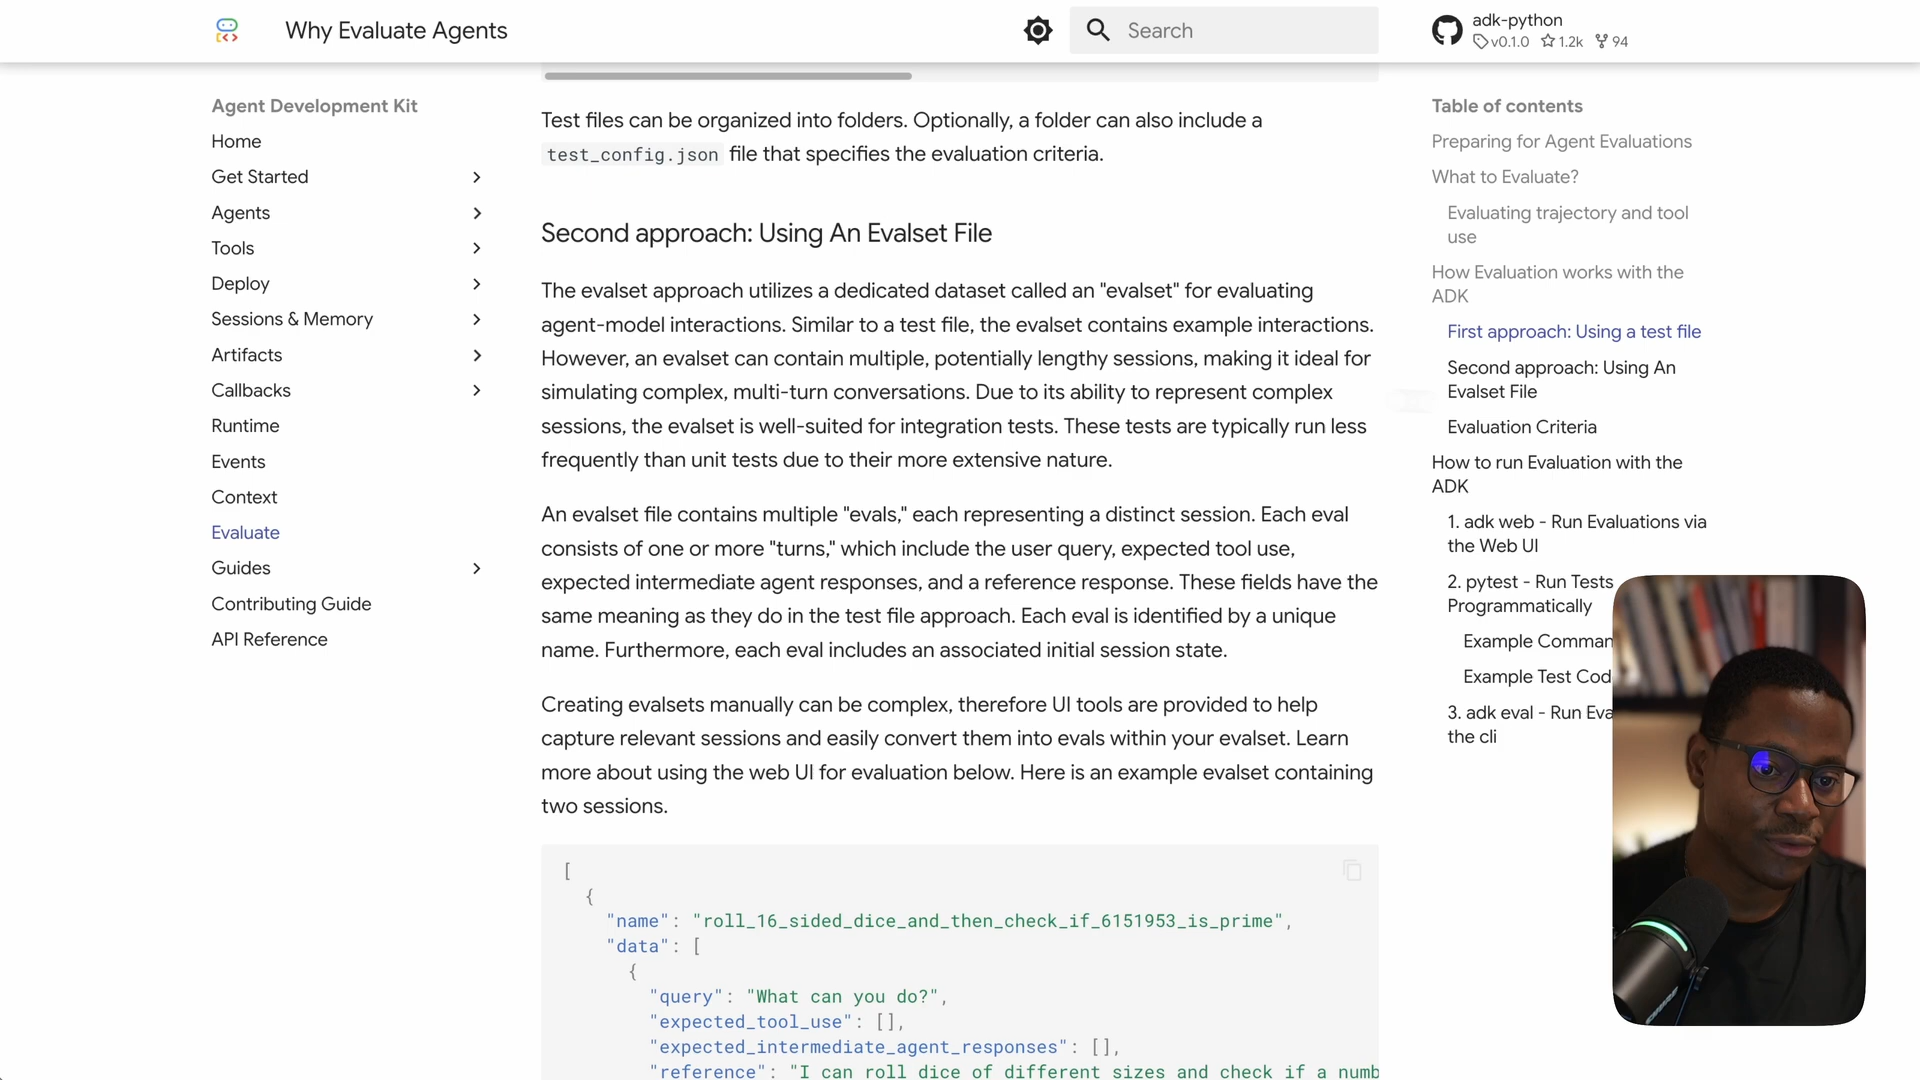 Why Evaluate Agents
Search
adk-python
v0.1.0 1.2k 94
Agent Development Kit
Home
Get Started
Agents
Tools
Deploy
Sessions & Memory
Artifacts
Callbacks
Runtime
Events
Context
Evaluate
Guides
Contributing Guide
API Reference
Test files can be organized into folders. Optionally, a folder can also include a
test_config.json file that specifies the evaluation criteria.
Second approach: Using An Evalset File
The evalset approach utilizes a dedicated dataset called an "evalset" for evaluating
agent-model interactions. Similar to a test file, the evalset contains example interactions.
However, an evalset can contain multiple, potentially lengthy sessions, making it ideal for
simulating complex, multi-turn conversations. Due to its ability to represent complex
sessions, the evalset is well-suited for integration tests. These tests are typically run less
frequently than unit tests due to their more extensive nature.
An evalset file contains multiple "evals," each representing a distinct session. Each eval
consists of one or more "turns," which include the user query, expected tool use,
expected intermediate agent responses, and a reference response. These fields have the
same meaning as they do in the test file approach. Each eval is identified by a unique
name. Furthermore, each eval includes an associated initial session state.
Creating evalsets manually can be complex, therefore UI tools are provided to help
capture relevant sessions and easily convert them into evals within your evalset. Learn
more about using the web UI for evaluation below. Here is an example evalset containing
two sessions.
[
{
"name": "roll_16_sided_dice_and_then_check_if_6151953_is_prime",
"data": [
{
"query": "What can you do?",
"expected_tool_use": [],
"expected_intermediate_agent_responses": [],
"reference": "I can roll dice of different sizes and check if a numb
Table of contents
Preparing for Agent Evaluations
What to Evaluate?
Evaluating trajectory and tool
use
How Evaluation works with the
ADK
First approach: Using a test file
Second approach: Using An
Evalset File
Evaluation Criteria
How to run Evaluation with the
ADK
1. adk web - Run Evaluations via
the Web UI
2. pytest - Run Tests
Programmatically
Example Comman
Example Test Cod
3. adk eval - Run Eva
the cli